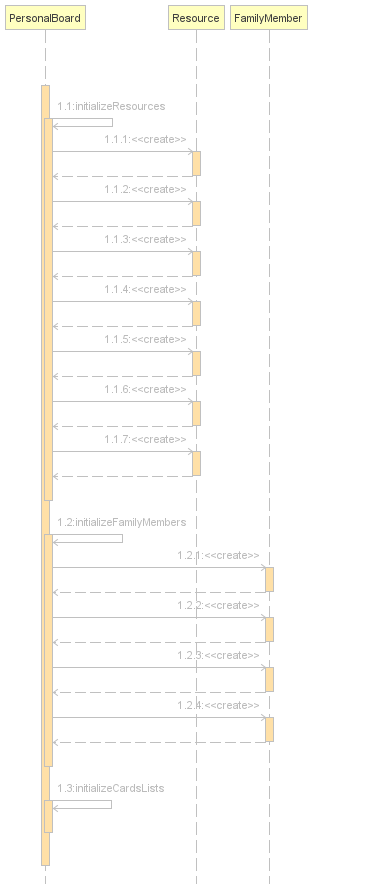 PersonalBoard
Resource
FamilyMember
1.1:initializeResources
1.1.1:<<create>>
1.1.2:<<create>>
1.1.3:<<create>>
1.1.4:<<create>>
1.1.5:<<create>>
1.1.6:<<create>>
1.1.7:<<create>>
1.2:initializeFamilyMembers
1.2.1:<<create>>
1.2.2:<<create>>
1.2.3:<<create>>
1.2.4:<<create>>
1.3:initializeCardsLists